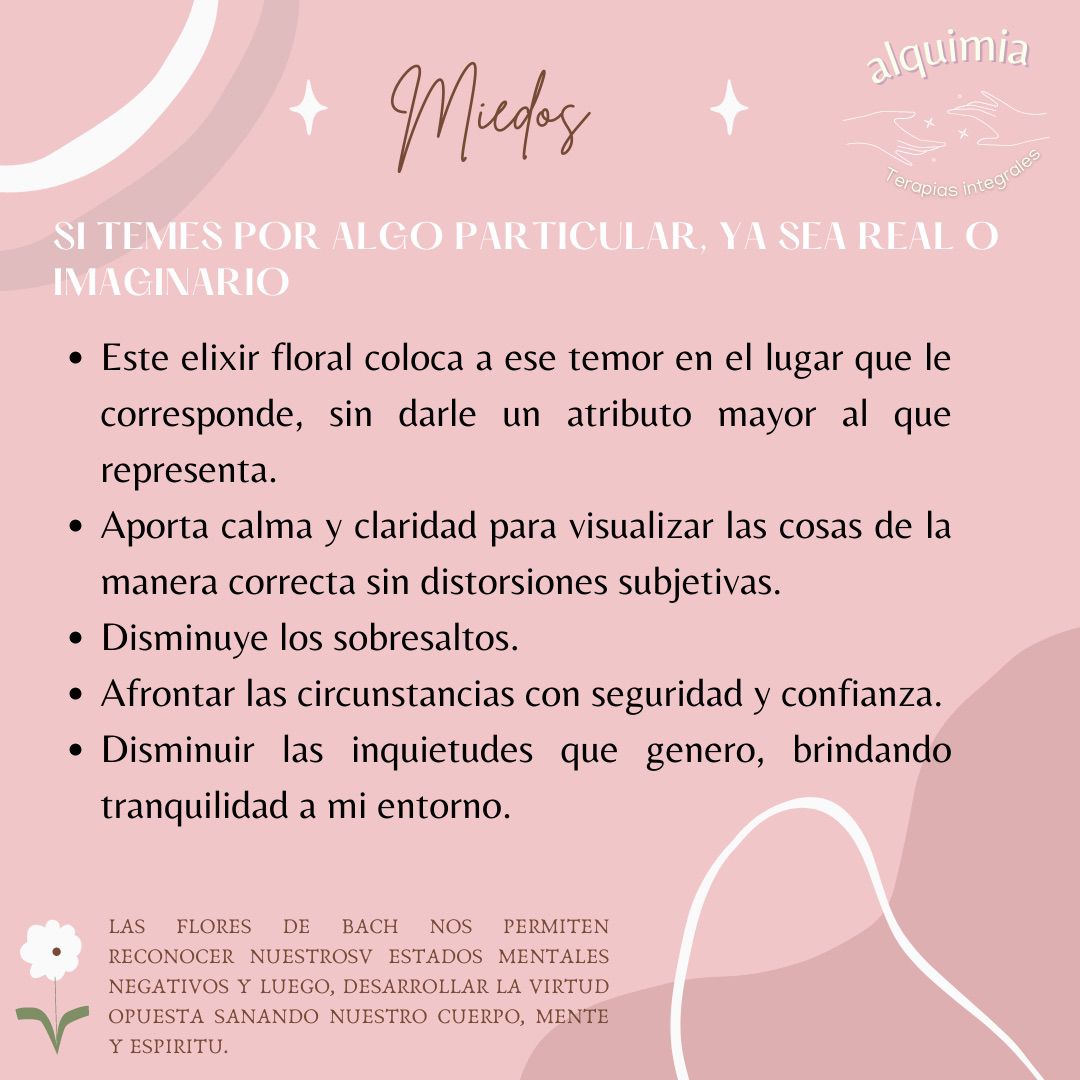 alquimia
Miedos
Terapias integrales
SI TEMES POR ALGO PARTICULAR, YA SEA REAL O
IMAGINARIO
• Este elixir floral coloca a ese temor en el lugar que le
corresponde, sin darle un atributo mayor al que
representa.
• Aporta calma y claridad para visualizar las cosas de la
manera correcta sin distorsiones subjetivas.
• Disminuye los sobresaltos.
• Afrontar las circunstancias con seguridad y confianza.
• Disminuir las inquietudes que genero, brindando
tranquilidad a mi entorno.
LAS FLORES DE BACH NOS PERMITEN
RECONOCER NUESTROSV ESTADOS MENTALES
NEGATIVOS Y LUEGO, DESARROLLAR LA VIRTUD
OPUESTA SANANDO NUESTRO CUERPO, MENTE
Y ESPIRITU.